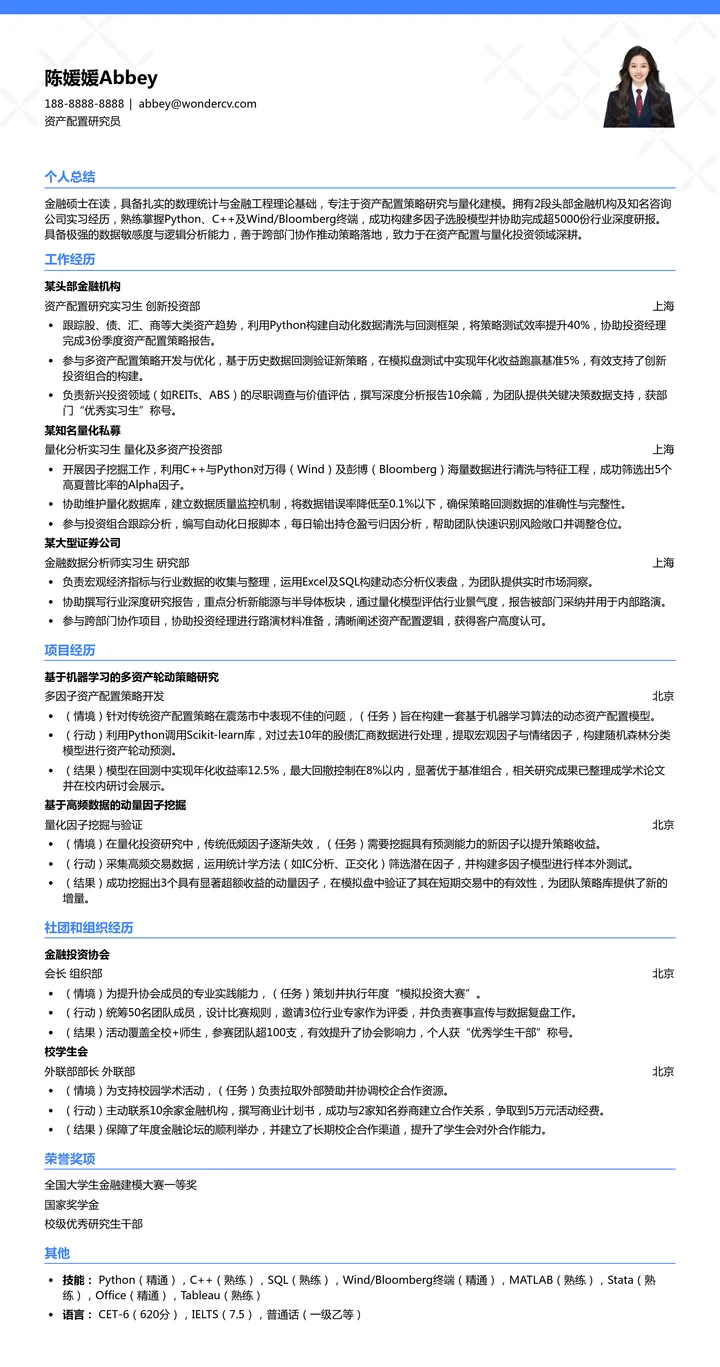 陈媛媛Abbey
188-8888-8888 | abbey@wondercv.com
资产配置研究员
个人总结
金融硕士在读，具备扎实的数理统计与金融工程理论基础，专注于资产配置策略研究与量化建模。拥有2段头部金融机构及知名咨询
公司实习经历，熟练掌握Python、C++及Wind/Bloomberg终端，成功构建多因子选股模型并协助完成超5000份行业深度研报。
具备极强的数据敏感度与逻辑分析能力，善于跨部门协作推动策略落地，致力于在资产配置与量化投资领域深耕。
工作经历
某头部金融机构
资产配置研究实习生 创新投资部 上海
• 跟踪股、债、汇、商等大类资产趋势，利用Python构建自动化数据清洗与回测框架，将策略测试效率提升40%，协助投资经理
完成3份季度资产配置策略报告。
• 参与多资产配置策略开发与优化，基于历史数据回测验证新策略，在模拟盘测试中实现年化收益跑赢基准5%，有效支持了创新
投资组合的构建。
• 负责新兴投资领域（如REITs、ABS）的尽职调查与价值评估，撰写深度分析报告10余篇，为团队提供关键决策数据支持，获部
门“优秀实习生”称号。
某知名量化私募
量化分析实习生 量化及多资产投资部 上海
• 开展因子挖掘工作，利用C++与Python对万得（Wind）及彭博（Bloomberg）海量数据进行清洗与特征工程，成功筛选出5个
高夏普比率的Alpha因子。
• 协助维护量化数据库，建立数据质量监控机制，将数据错误率降低至0.1%以下，确保策略回测数据的准确性与完整性。
• 参与投资组合跟踪分析，编写自动化日报脚本，每日输出持仓盈亏归因分析，帮助团队快速识别风险敞口并调整仓位。
某大型证券公司
金融数据分析师实习生 研究部 上海
• 负责宏观经济指标与行业数据的收集与整理，运用Excel及SQL构建动态分析仪表盘，为团队提供实时市场洞察。
• 协助撰写行业深度研究报告，重点分析新能源与半导体板块，通过量化模型评估行业景气度，报告被部门采纳并用于内部路演。
• 参与跨部门协作项目，协助投资经理进行路演材料准备，清晰阐述资产配置逻辑，获得客户高度认可。
项目经历
基于机器学习的多资产轮动策略研究
多因子资产配置策略开发 北京
• （情境）针对传统资产配置策略在震荡市中表现不佳的问题，（任务）旨在构建一套基于机器学习算法的动态资产配置模型。
• （行动）利用Python调用Scikit-learn库，对过去10年的股债汇商数据进行处理，提取宏观因子与情绪因子，构建随机森林分类
模型进行资产轮动预测。
• （结果）模型在回测中实现年化收益率12.5%，最大回撤控制在8%以内，显著优于基准组合，相关研究成果已整理成学术论文
并在校内研讨会展示。
基于高频数据的动量因子挖掘
量化因子挖掘与验证 北京
• （情境）在量化投资研究中，传统低频因子逐渐失效，（任务）需要挖掘具有预测能力的新因子以提升策略收益。
• （行动）采集高频交易数据，运用统计学方法（如IC分析、正交化）筛选潜在因子，并构建多因子模型进行样本外测试。
• （结果）成功挖掘出3个具有显著超额收益的动量因子，在模拟盘中验证了其在短期交易中的有效性，为团队策略库提供了新的
增量。
社团和组织经历
金融投资协会
会长 组织部 北京
• （情境）为提升协会成员的专业实践能力，（任务）策划并执行年度“模拟投资大赛”。
• （行动）统筹50名团队成员，设计比赛规则，邀请3位行业专家作为评委，并负责赛事宣传与数据复盘工作。
• （结果）活动覆盖全校+师生，参赛团队超100支，有效提升了协会影响力，个人获“优秀学生干部”称号。
校学生会
外联部部长 外联部 北京
• （情境）为支持校园学术活动，（任务）负责拉取外部赞助并协调校企合作资源。
• （行动）主动联系10余家金融机构，撰写商业计划书，成功与2家知名券商建立合作关系，争取到5万元活动经费。
• （结果）保障了年度金融论坛的顺利举办，并建立了长期校企合作渠道，提升了学生会对外合作能力。
荣誉奖项
全国大学生金融建模大赛一等奖
国家奖学金
校级优秀研究生干部
其他
• 技能： Python（精通），C++（熟练），SQL（熟练），Wind/Bloomberg终端（精通），MATLAB（熟练），Stata（熟
练），Office（精通），Tableau（熟练）
• 语言： CET-6（620分），IELTS（7.5），普通话（一级乙等）